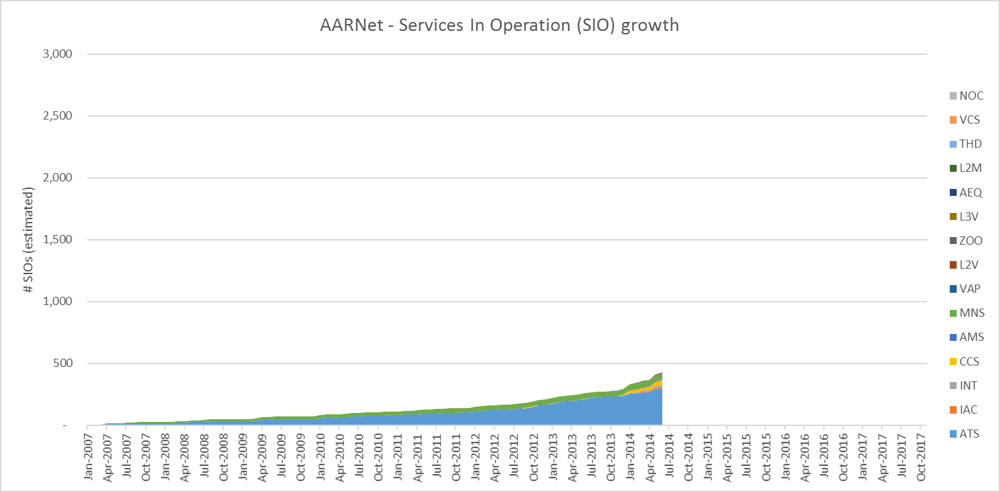 AARNet - Services In Operation (SIO) growth
# SIOs (estimated)
3,000
2,500
2,000
1,500
1,000
500
-
Jan-2007
Apr-2007
Jul-2007
Oct-2007
Jan-2008
Apr-2008
Jul-2008
Oct-2008
Jan-2009
Apr-2009
Jul-2009
Oct-2009
Jan-2010
Apr-2010
Jul-2010
Oct-2010
Jan-2011
Apr-2011
Jul-2011
Oct-2011
Jan-2012
Apr-2012
Jul-2012
Oct-2012
Jan-2013
Apr-2013
Jul-2013
Oct-2013
Jan-2014
Apr-2014
Jul-2014
Oct-2014
Jan-2015
Apr-2015
Jul-2015
Oct-2015
Jan-2016
Apr-2016
Jul-2016
Oct-2016
Jan-2017
Apr-2017
Jul-2017
Oct-2017
NOC
VCS
THD
L2M
AEQ
L3V
ZOO
L2V
VAP
MNS
AMS
CCS
INT
IAC
ATS